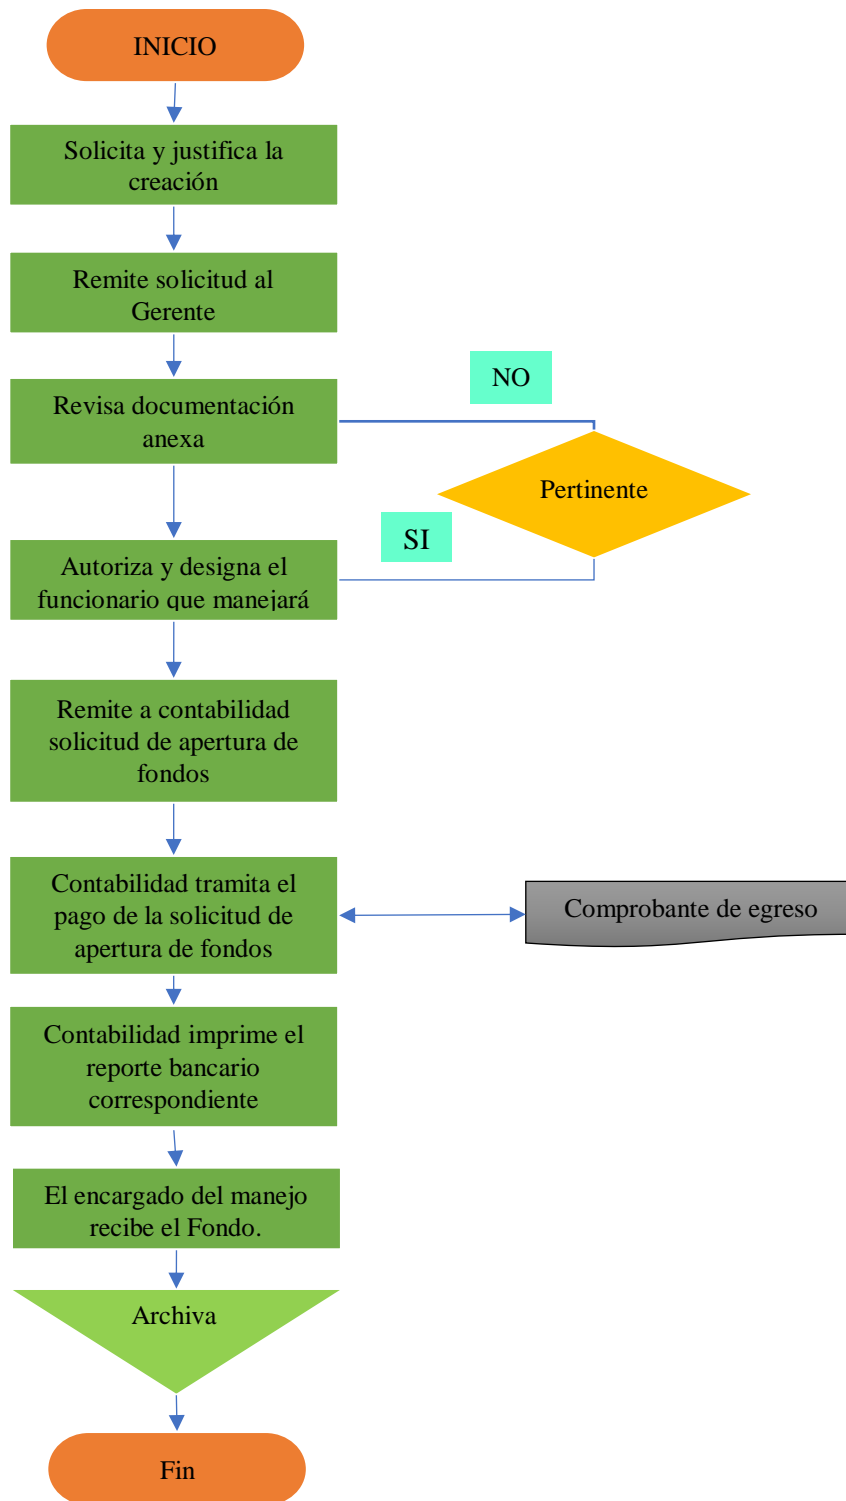 INICIO
Solicita y justifica la
creación
Remite solicitud al
Gerente
NO
Revisa documentación
anexa
Pertinente
SI
Autoriza y designa el
funcionario que manejará
Remite a contabilidad
solicitud de apertura de
fondos
Contabilidad tramita el
pago de la solicitud de
apertura de fondos
Comprobante de egreso
Contabilidad imprime el
reporte bancario
correspondiente
El encargado del manejo
recibe el Fondo.
Archiva
Fin